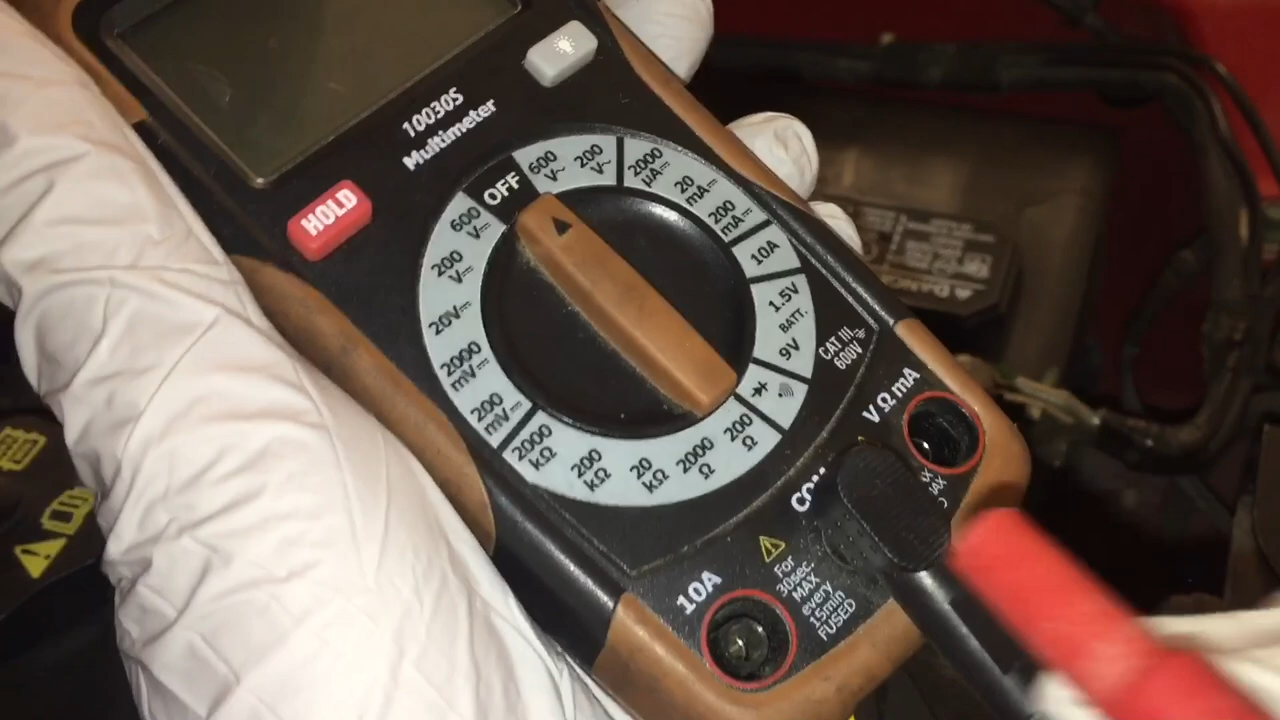 10030S
Multimeter
HOLD
OFF
600
V~
200
V~
2000
µA⎓
20
mA⎓
200
mA⎓
10A
1.5V
BATT.
9V
200
Ω
2000
Ω
20
kΩ
200
kΩ
2000
kΩ
200
mV⎓
2000
mV⎓
20V⎓
200
V⎓
600
V⎓
CAT III
600V
V Ω mA
COM
10A
For
30sec.
MAX
every
15min
FUSED